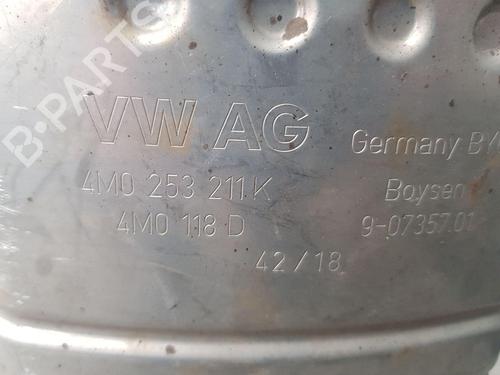 B-PARTS
VW AG
Germany
4M0 253 211 K
Boysen
4M0 118 D
9-07357.01
42/18